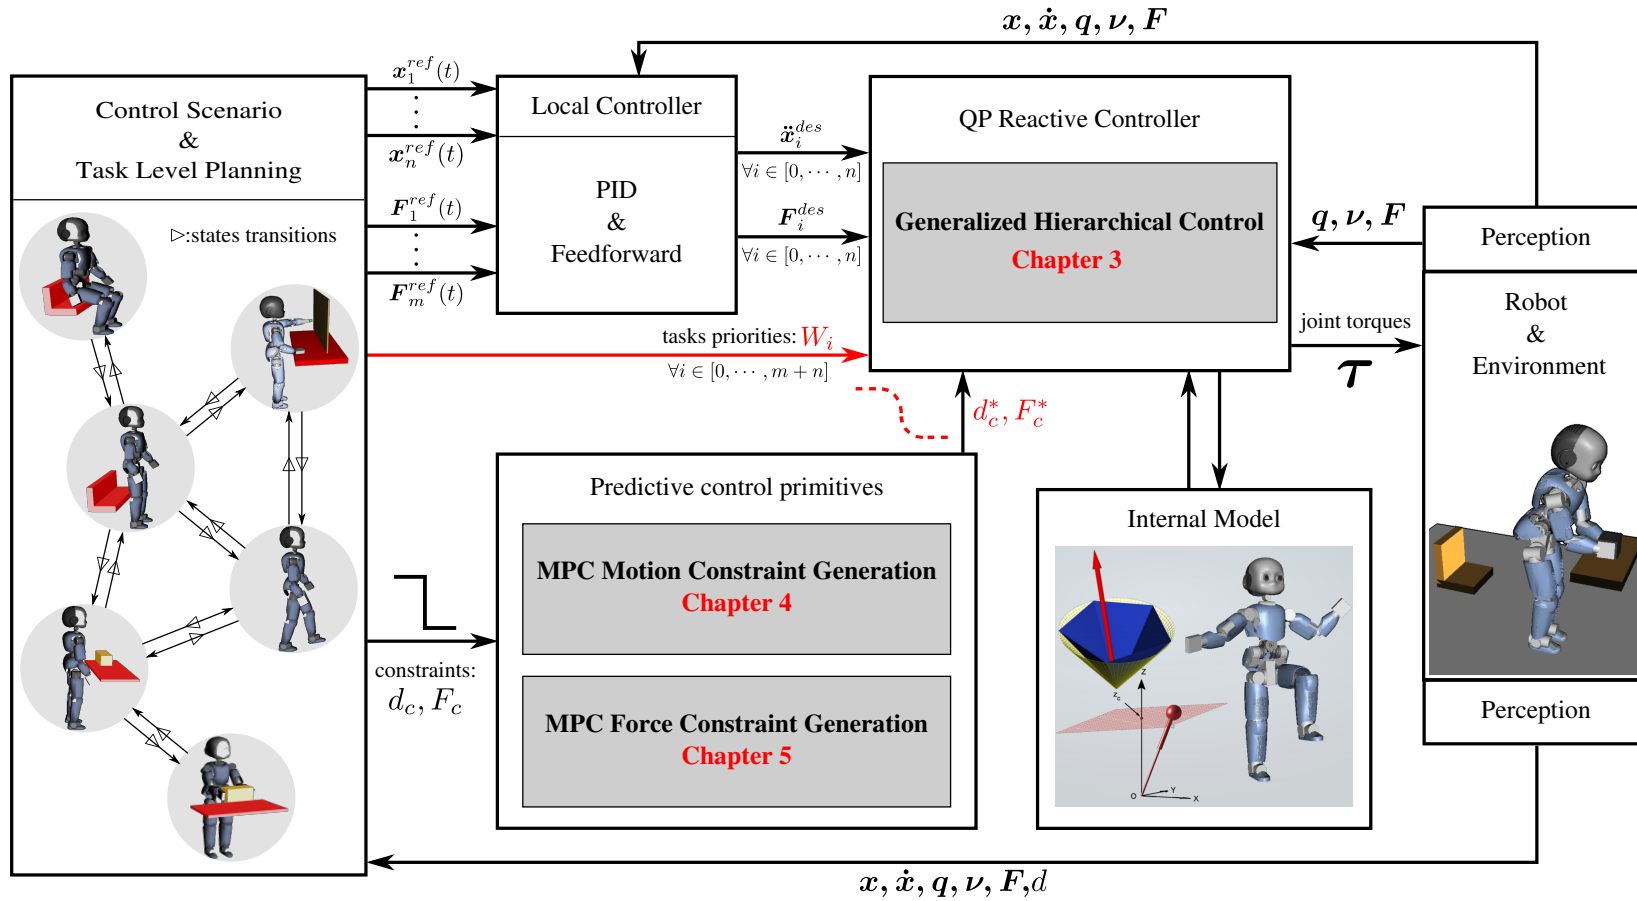 x, ẋ, q, ν, F
Control Scenario
&
Task Level Planning
▷:states transitions
x_1^{ref}(t)
x_n^{ref}(t)
F_1^{ref}(t)
F_m^{ref}(t)
Local Controller
PID
&
Feedforward
ẍ_i^{des}
∀i ∈ [0, ⋯ , n]
F_i^{des}
∀i ∈ [0, ⋯ , n]
QP Reactive Controller
Generalized Hierarchical Control
Chapter 3
q, ν, F
joint torques
τ
Perception
Robot
&
Environment
Perception
tasks priorities: W_i
∀i ∈ [0, ⋯ , m + n]
d_c^*, F_c^*
Predictive control primitives
MPC Motion Constraint Generation
Chapter 4
MPC Force Constraint Generation
Chapter 5
constraints:
d_c, F_c
Internal Model
Z
z_c
O
Y
X
x, ẋ, q, ν, F,d